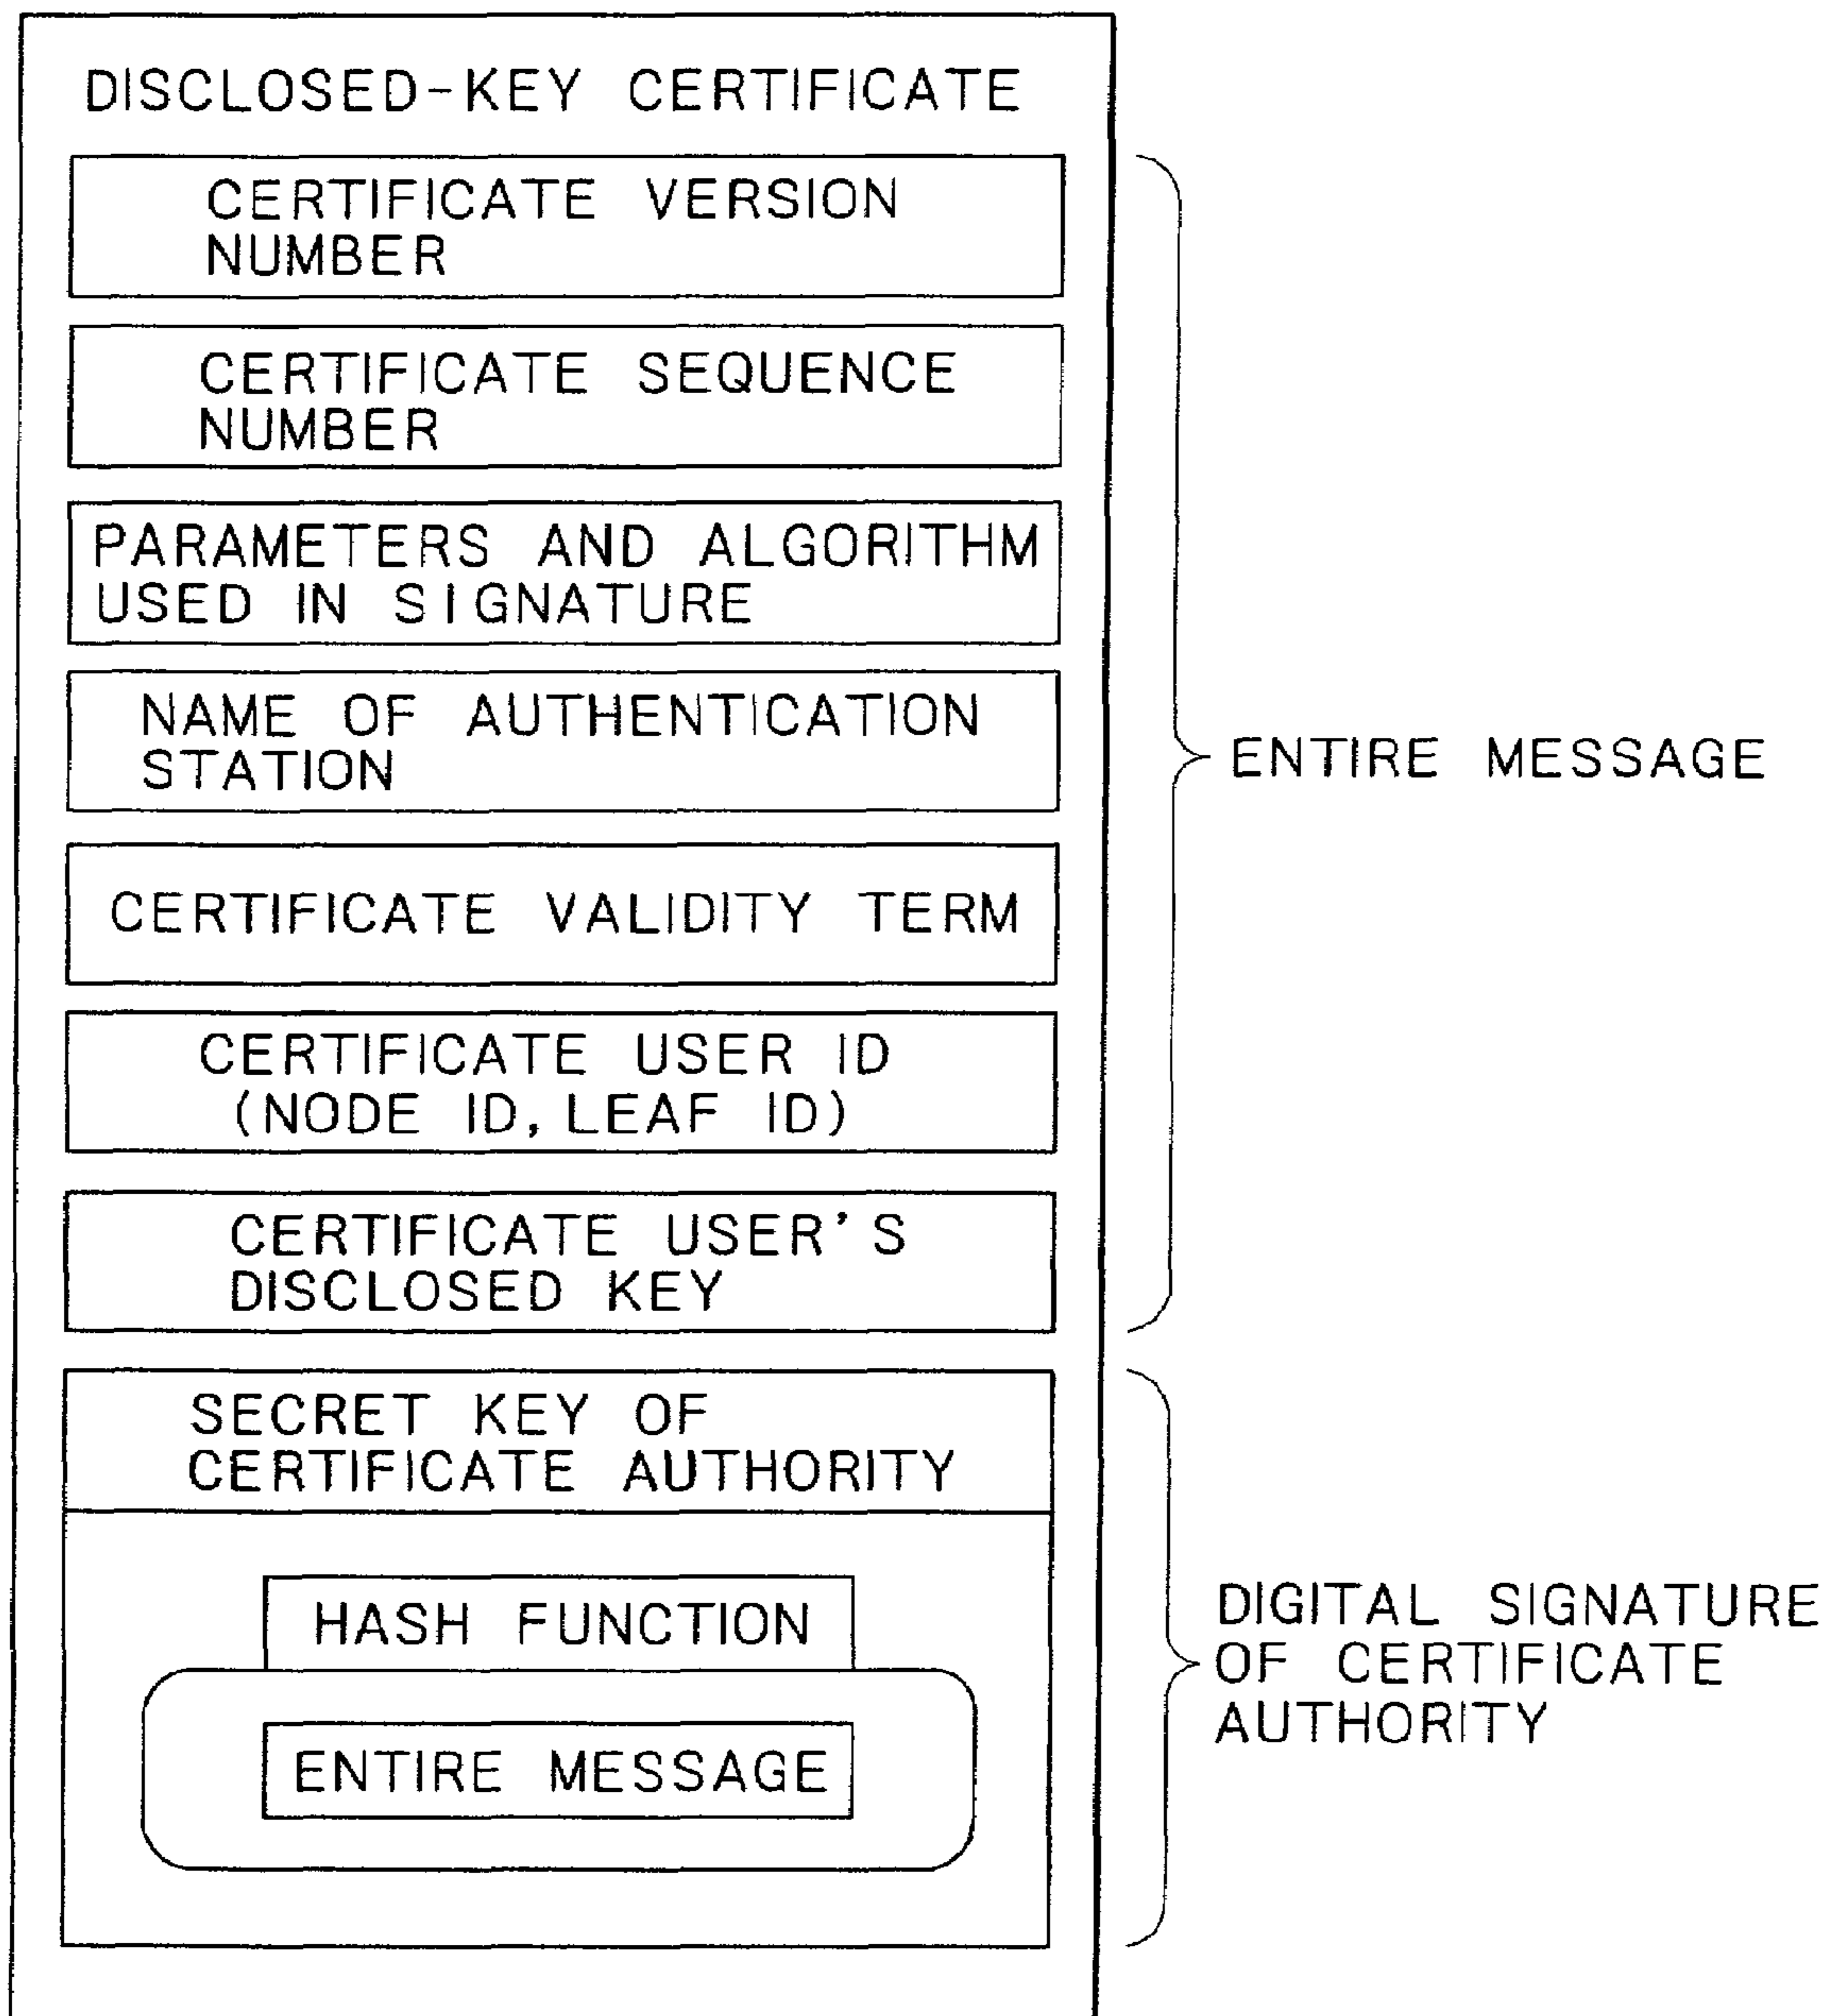 DISCLOSED-KEY CERTIFICATE
CERTIFICATE VERSION
NUMBER
CERTIFICATE SEQUENCE
NUMBER
PARAMETERS AND ALGORITHM
USED IN SIGNATURE
NAME OF AUTHENTICATION
STATION
CERTIFICATE VALIDITY TERM
CERTIFICATE USER ID
(NODE ID, LEAF ID)
CERTIFICATE USER'S
DISCLOSED KEY
ENTIRE MESSAGE
SECRET KEY OF
CERTIFICATE AUTHORITY
HASH FUNCTION
ENTIRE MESSAGE
DIGITAL SIGNATURE
OF CERTIFICATE
AUTHORITY